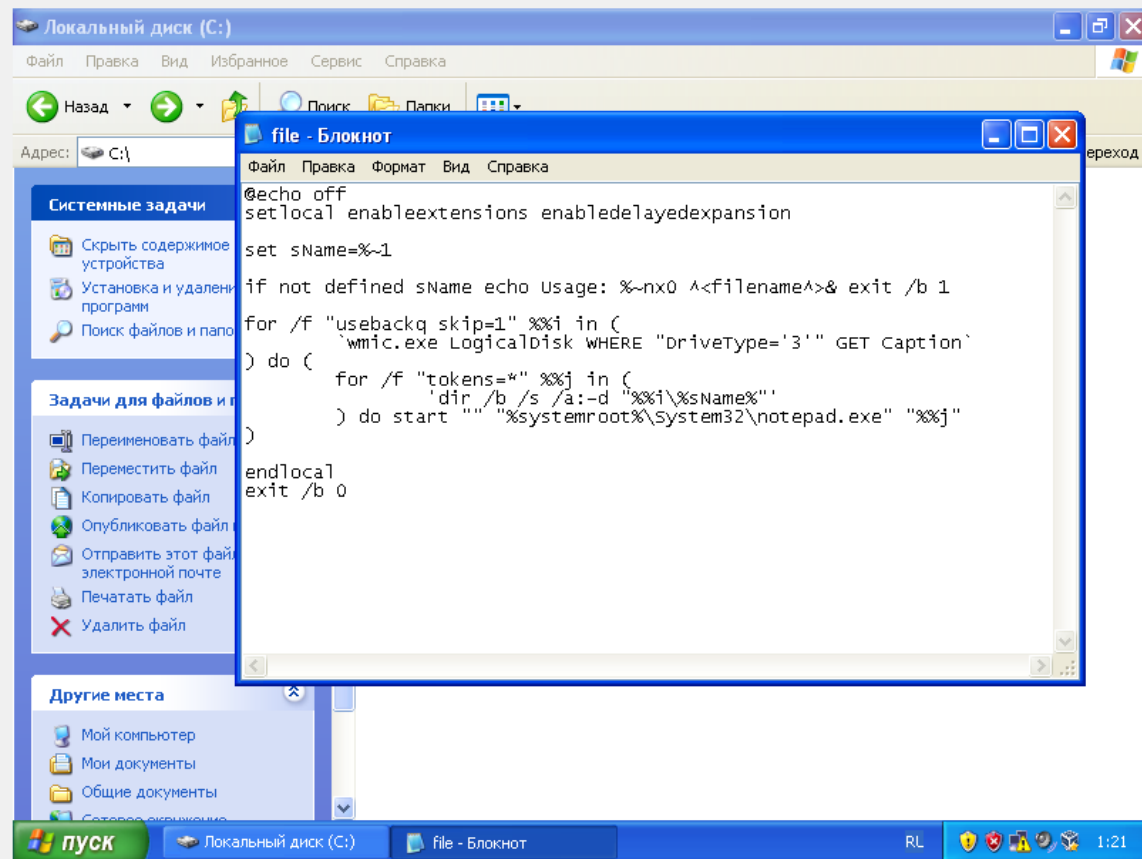 Локальный диск (C:)
Файл Правка Вид Избранное Сервис Справка
Назад Поиск Папки
Адрес: C:\ ереход
Системные задачи
Скрыть содержимое
устройства
Установка и удалени
программ
Поиск файлов и папо
Задачи для файлов и п
Переименовать файл
Переместить файл
Копировать файл
Опубликовать файл
Отправить этот файл
электронной почте
Печатать файл
Удалить файл
Другие места
Мой компьютер
Мои документы
Общие документы
Сетевое окружение
file - Блокнот
Файл Правка Формат Вид Справка
@echo off
setlocal enableextensions enabledelayedexpansion
set sName=%~1
if not defined sName echo Usage: %~nx0 ^<filename^>& exit /b 1
for /f "usebackq skip=1" %%i in (
`wmic.exe LogicalDisk WHERE "DriveType='3'" GET Caption`
) do (
for /f "tokens=*" %%j in (
'dir /b /s /a:-d "%%i\%sName%"'
) do start "" "%systemroot%\System32\notepad.exe" "%%j"
)
endlocal
exit /b 0
пуск Локальный диск (C:) file - Блокнот RL 1:21